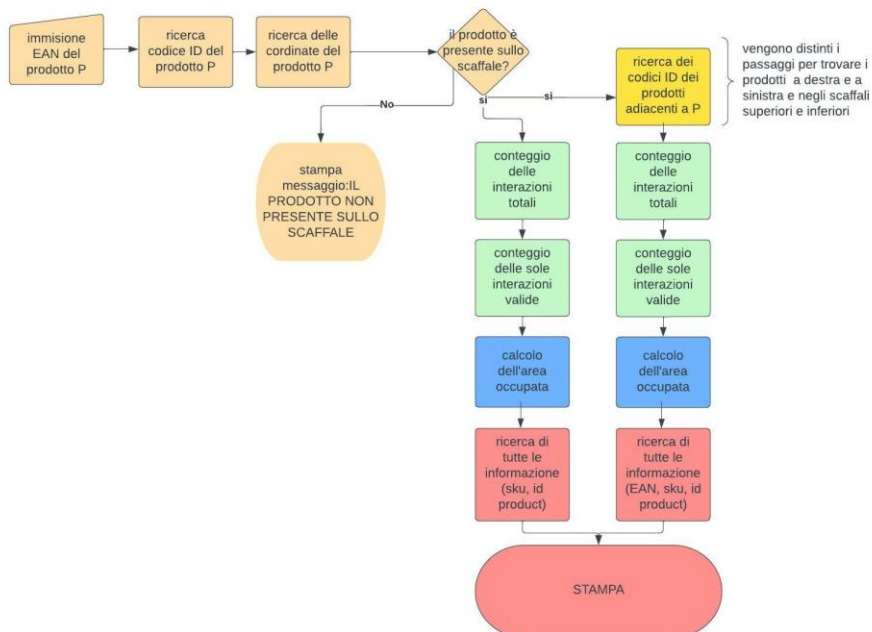 immisione
EAN del
prodotto P
ricerca
codice ID del
prodotto P
ricerca delle
cordinate del
prodotto P
il prodotto è
presente sullo
scaffale?
No
si
si
stampa
messaggio:IL
PRODOTTO NON
PRESENTE SULLO
SCAFFALE
ricerca dei
codici ID dei
prodotti
adiacenti a P
vengono distinti i
passaggi per trovare i
prodotti a destra e a
sinistra e negli scaffali
superiori e inferiori
conteggio
delle
interazioni
totali
conteggio
delle
interazioni
totali
conteggio
delle sole
interazioni
valide
conteggio
delle sole
interazioni
valide
calcolo
dell'area
occupata
calcolo
dell'area
occupata
ricerca di
tutte le
informazione
(sku, id
product)
ricerca di
tutte le
informazione
(EAN, sku, id
product)
STAMPA